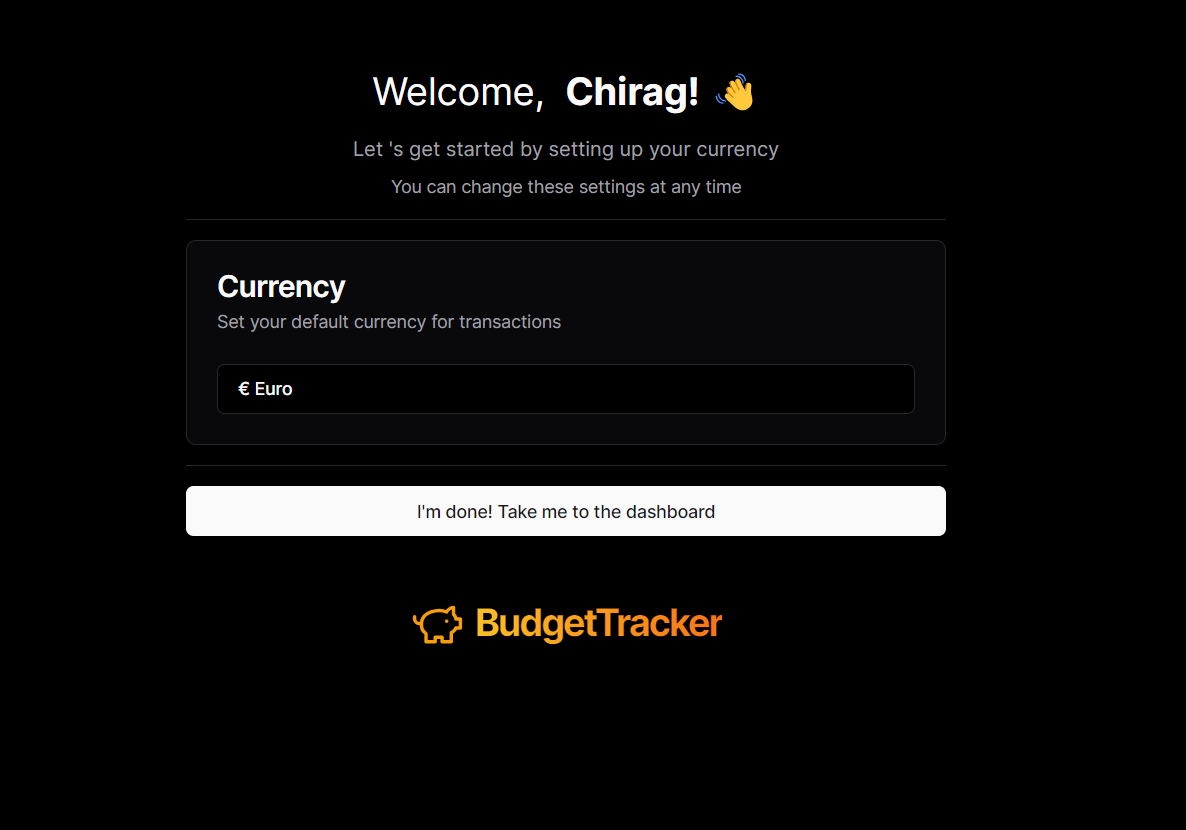 Welcome, Chirag! 👋
Let 's get started by setting up your currency
You can change these settings at any time
Currency
Set your default currency for transactions
€ Euro
I'm done! Take me to the dashboard
BudgetTracker